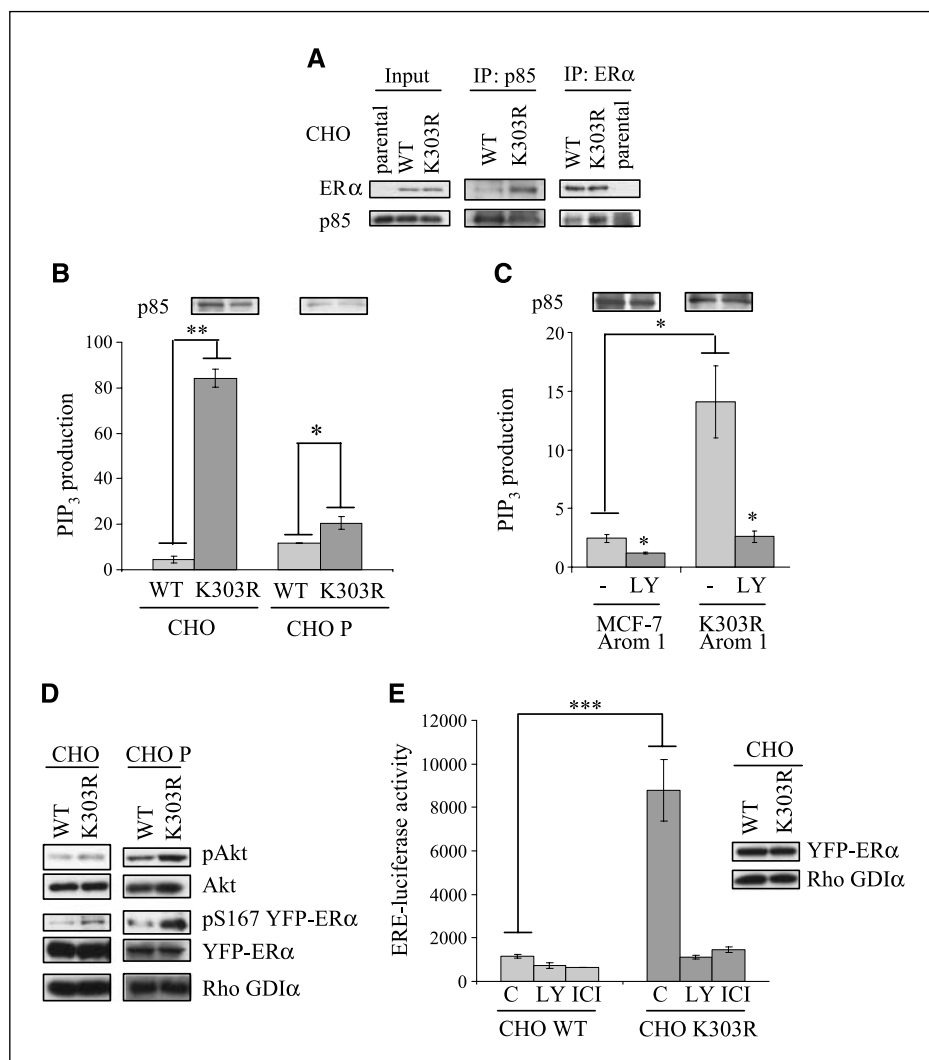 A
Input IP: p85 IP: ERα
CHO
parental WT K303R WT K303R WT K303R parental
ERα
p85
B
p85
PIP₃ production
100
80
60
40
20
0
**
*
WT K303R WT K303R
CHO CHO P
C
p85
PIP₃ production
20
15
10
5
0
*
* *
- LY - LY
MCF-7 K303R
Arom 1 Arom 1
D
CHO CHO P
WT K303R WT K303R
pAkt
Akt
pS167 YFP-ERα
YFP-ERα
Rho GDIα
E
ERE-luciferase activity
12000
10000
8000
6000
4000
2000
0
***
C LY ICI C LY ICI
CHO WT CHO K303R
CHO
WT K303R
YFP-ERα
Rho GDIα